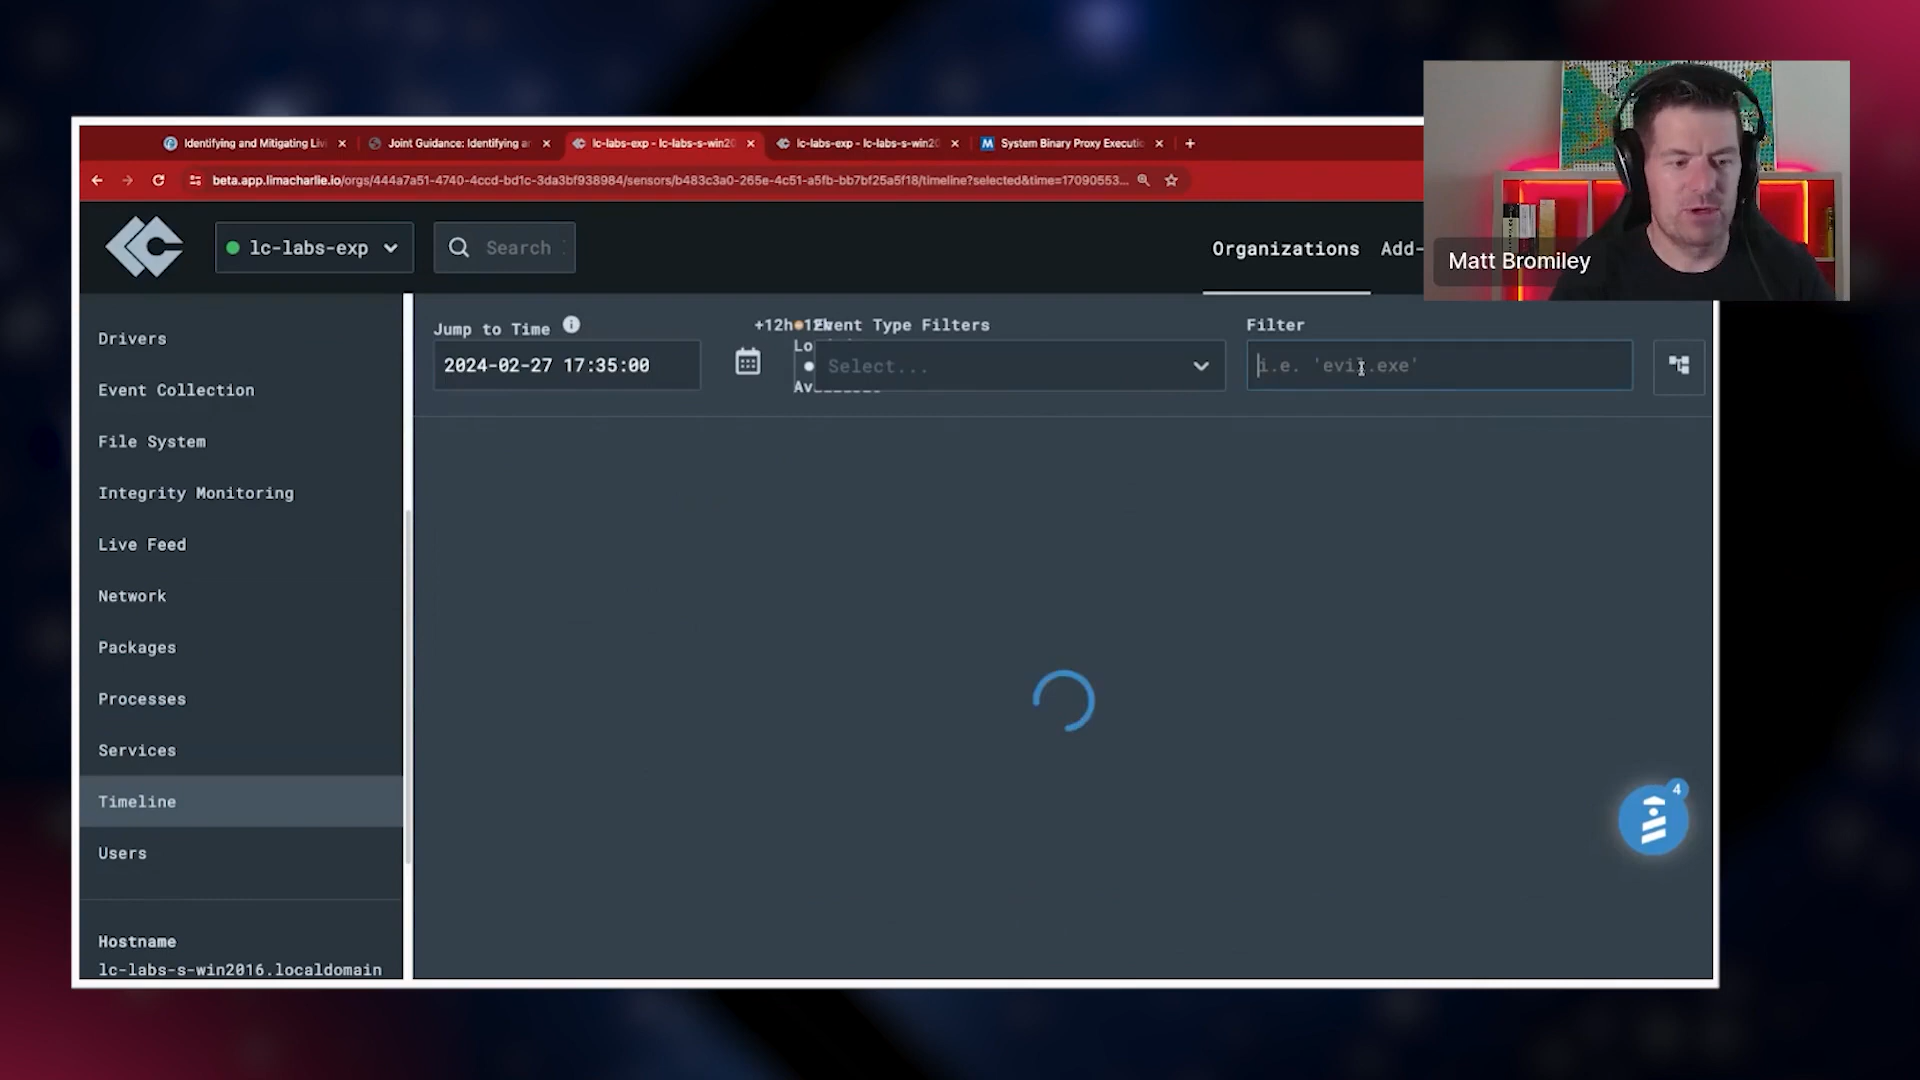 Identifying and Mitigating Livi
Joint Guidance: Identifying an
lc-labs-exp - lc-labs-s-win20
lc-labs-exp - lc-labs-s-win20
System Binary Proxy Executio
beta.app.limacharlie.io/orgs/444a7a51-4740-4ccd-bd1c-3da3bf938984/sensors/b483c3a0-265e-4c51-a5fb-bb7bf25a5f18/timeline?selected&time=17090553...
lc-labs-exp
Search
Organizations
Add-
Matt Bromiley
Drivers
Event Collection
File System
Integrity Monitoring
Live Feed
Network
Packages
Processes
Services
Timeline
Users
Hostname
lc-labs-s-win2016.localdomain
Jump to Time
2024-02-27 17:35:00
+12h
Event Type Filters
Lo
Select...
Filter
i.e. 'evil.exe'
4